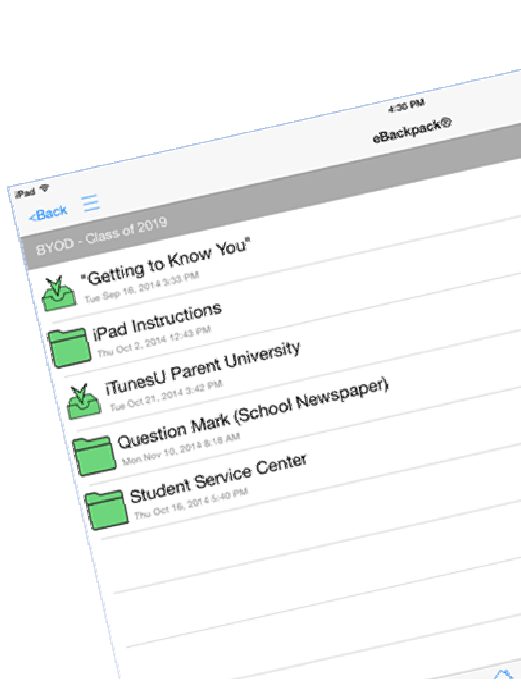 iPad
4:36 PM
eBackpack®
<Back
BYOD - Class of 2019
"Getting to Know You"
Tue Sep 16, 2014 3:33 PM
iPad Instructions
Thu Oct 2, 2014 12:43 PM
iTunesU Parent University
Tue Oct 21, 2014 3:42 PM
Question Mark (School Newspaper)
Mon Nov 10, 2014 8:18 AM
Student Service Center
Thu Oct 16, 2014 5:40 PM